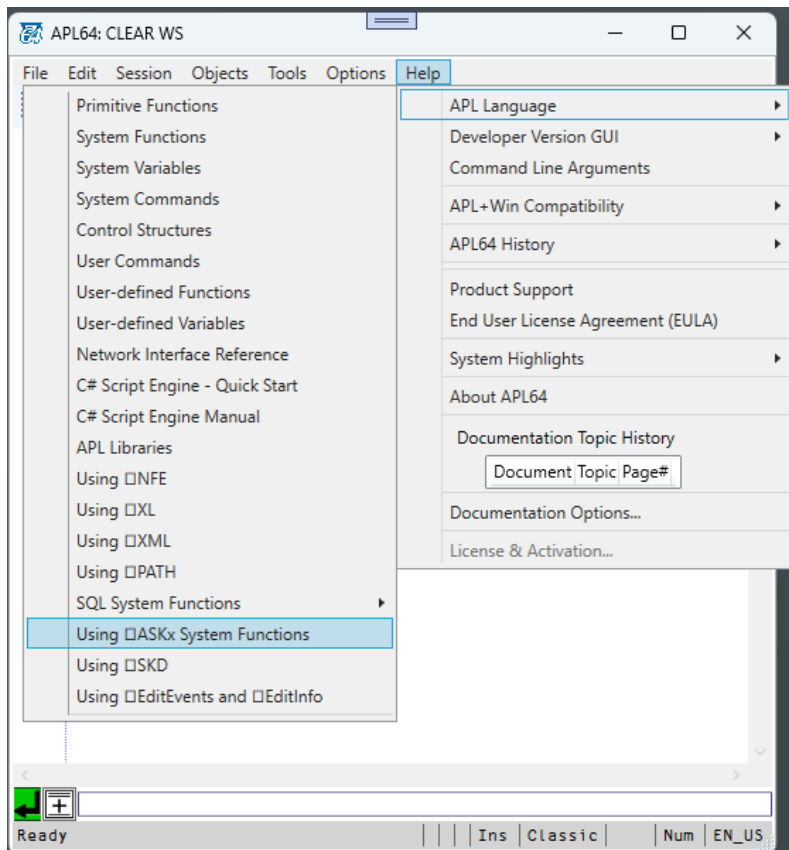 APL64: CLEAR WS
File Edit Session Objects Tools Options Help
Primitive Functions
System Functions
System Variables
System Commands
Control Structures
User Commands
User-defined Functions
User-defined Variables
Network Interface Reference
C# Script Engine - Quick Start
C# Script Engine Manual
APL Libraries
Using ⎕NFE
Using ⎕XL
Using ⎕XML
Using ⎕PATH
SQL System Functions
Using ⎕ASKx System Functions
Using ⎕SKD
Using ⎕EditEvents and ⎕EditInfo
APL Language
Developer Version GUI
Command Line Arguments
APL+Win Compatibility
APL64 History
Product Support
End User License Agreement (EULA)
System Highlights
About APL64
Documentation Topic History
Document Topic Page#
Documentation Options...
License & Activation...
Ready Ins Classic Num EN_US